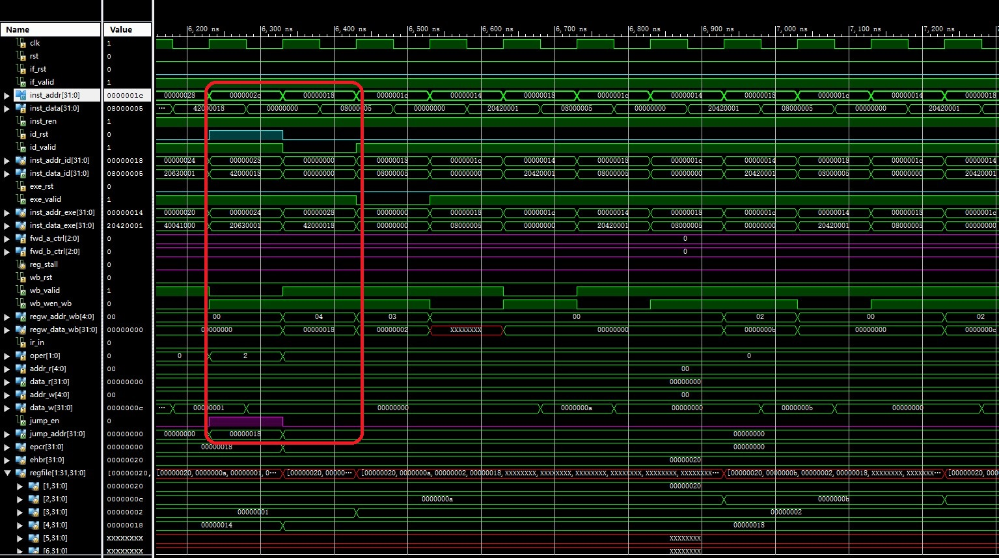 6,200 ns 6,300 ns 6,400 ns 6,500 ns 6,600 ns 6,700 ns 6,800 ns 6,900 ns 7,000 ns 7,100 ns 7,200 ns
Name Value
clk 1
rst 0
if_rst 0
if_valid 1
inst_addr[31:0] 0000001c 00000028 0000002c 00000018 0000001c 00000014 00000018 0000001c 00000014 00000018 0000001c 00000014 00000018
inst_data[31:0] 08000005 ··· 42000018 00000000 08000005 00000000 20420001 08000005 00000000 20420001 08000005 00000000 20420001
inst_ren 1
id_rst 0
id_valid 1
inst_addr_id[31:0] 00000018 00000024 00000028 00000000 00000018 0000001c 00000014 00000018 0000001c 00000014 00000018 0000001c 00000014
inst_data_id[31:0] 08000005 20630001 42000018 00000000 08000005 00000000 20420001 08000005 00000000 20420001 08000005 00000000 20420001
exe_rst 0
exe_valid 1
inst_addr_exe[31:0] 00000014 00000020 00000024 00000028 00000000 00000018 0000001c 00000014 00000018 0000001c 00000014 00000018 0000001c
inst_data_exe[31:0] 20420001 40041000 20630001 42000018 00000000 08000005 00000000 20420001 08000005 00000000 20420001 08000005 00000000
fwd_a_ctrl[2:0] 0 0
fwd_b_ctrl[2:0] 0 0
reg_stall 0
wb_rst 0
wb_valid 1
wb_wen_wb 0
regw_addr_wb[4:0] 00 00 04 03 00 02 00 02
regw_data_wb[31:0] 00000000 00000000 00000018 00000002 XXXXXXXX 00000000 0000000b 00000000 0000000c
ir_in 0
oper[1:0] 0 0 2 0
addr_r[4:0] 00 00
data_r[31:0] 00000000 00000000
addr_w[4:0] 00 00
data_w[31:0] 0000000c ··· 00000001 00000000 0000000a 00000000 0000000b 00000000
jump_en 0
jump_addr[31:0] 00000000 00000000 00000018 00000000
epcr[31:0] 00000000 00000018 00000000
ehbr[31:0] 00000020 00000020
regfile[1:31,31:0] [00000020, [00000020,0000000a,00000001,0··· [00000020,00000··· [00000020,0000000a,00000002,00000018,XXXXXXXX,XXXXXXXX,XXXXXXXX,XXXXXXXX,XXXXXXXX,XXXXXXXX··· [00000020,0000000b,00000002,00000018,XXXXXXXX,XXXXXXXX··· [00000020,000
[1,31:0] 00000020 00000020
[2,31:0] 0000000c 0000000a 0000000b
[3,31:0] 00000002 00000001 00000002
[4,31:0] 00000018 00000014 00000018
[5,31:0] XXXXXXXX XXXXXXXX
[6,31:0] XXXXXXXX XXXXXXXX